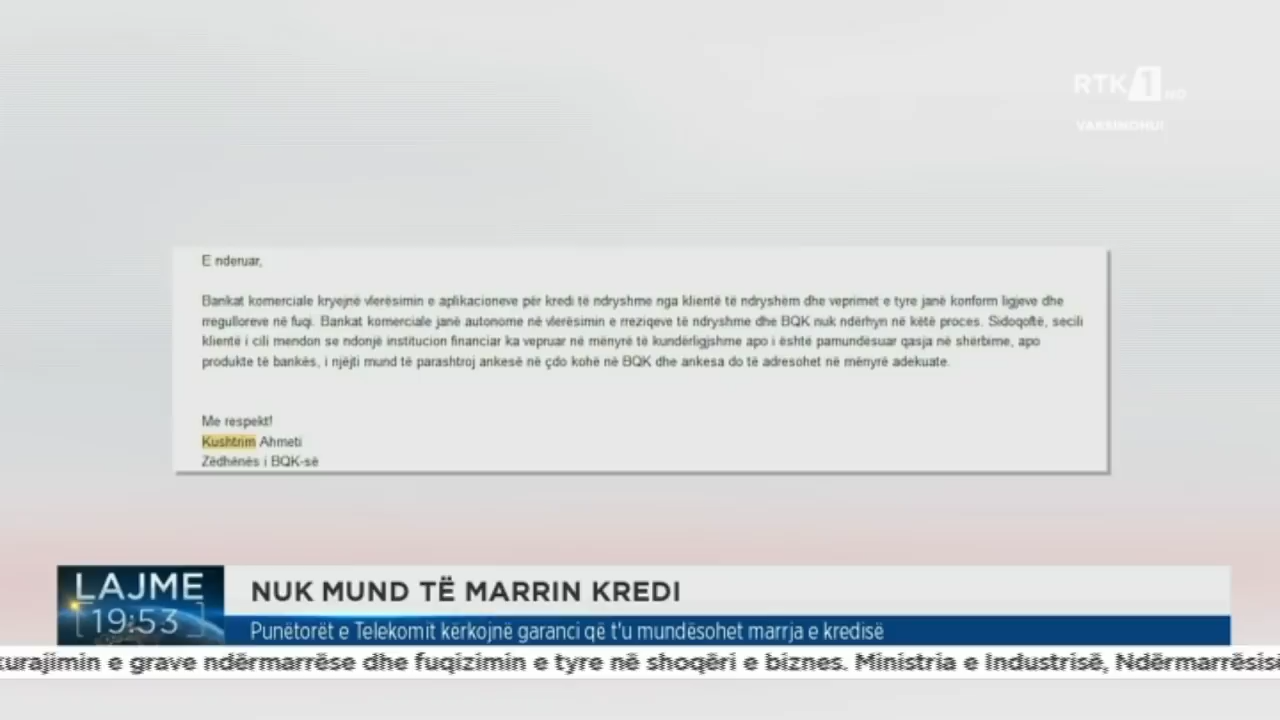 RTK 1
E nderuar,
Bankat komerciale kryejnë vlerësimin e aplikacioneve për kredi të ndryshme nga klientë të ndryshëm dhe veprimet e tyre janë konform ligjeve dhe
rregulloreve në fuqi. Bankat komerciale janë autonome në vlerësimin e rreziqeve të ndryshme dhe BQK nuk ndërhyn në këtë proces. Sidoqoftë, secili
klientë i cili mendon se ndonjë institucion financiar ka vepruar në mënyrë të kundërligjshme apo i është pamundësuar qasja në shërbime, apo
produkte të bankës, i njëjti mund të parashtroj ankesë në çdo kohë në BQK dhe ankesa do të adresohet në mënyrë adekuate.
Me respekt!
Kushtrim Ahmeti
Zëdhënës i BQK-së
LAJME
19:53
NUK MUND TË MARRIN KREDI
Punëtorët e Telekomit kërkojnë garanci që t'u mundësohet marrja e kredisë
kurajimin e grave ndërmarrëse dhe fuqizimin e tyre në shoqëri e biznes. Ministria e Industrisë, Ndërmarrësisë